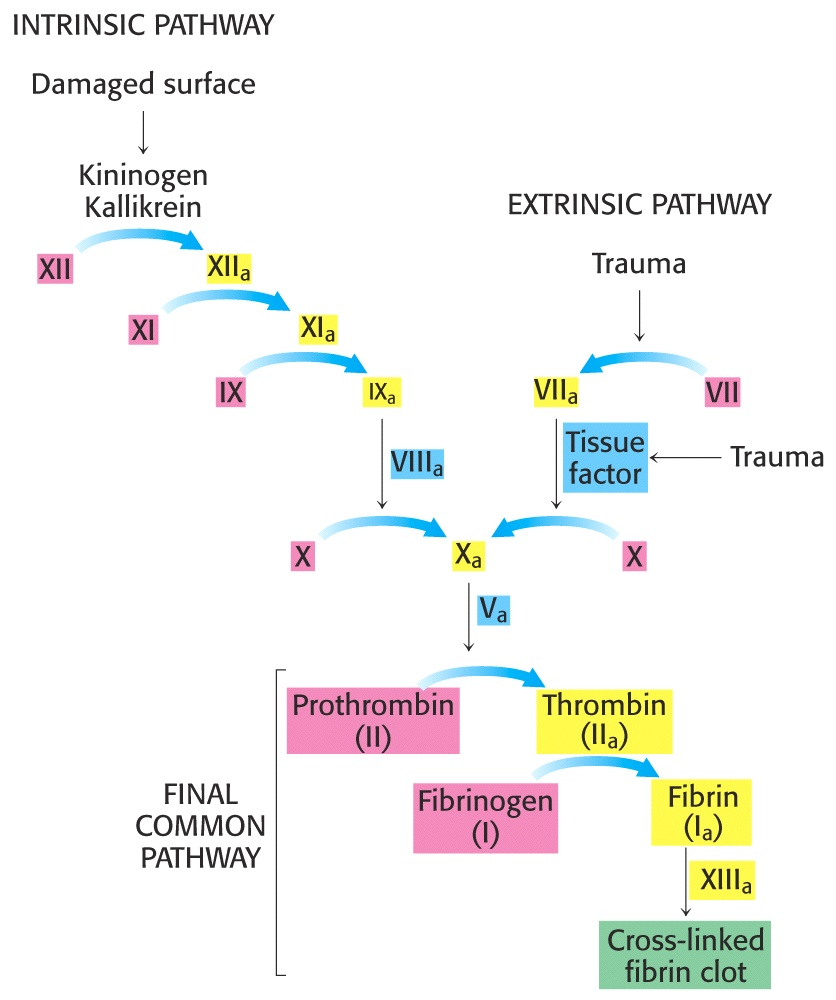 INTRINSIC PATHWAY
Damaged surface
Kininogen
Kallikrein
EXTRINSIC PATHWAY
Trauma
XII
XIIa
XI
XIa
IX
IXa
VIIa
VII
VIIIa
Tissue
factor
Trauma
X
Xa
X
Va
Prothrombin
(II)
Thrombin
(IIa)
Fibrinogen
(I)
Fibrin
(Ia)
FINAL
COMMON
PATHWAY
XIIIa
Cross-linked
fibrin clot